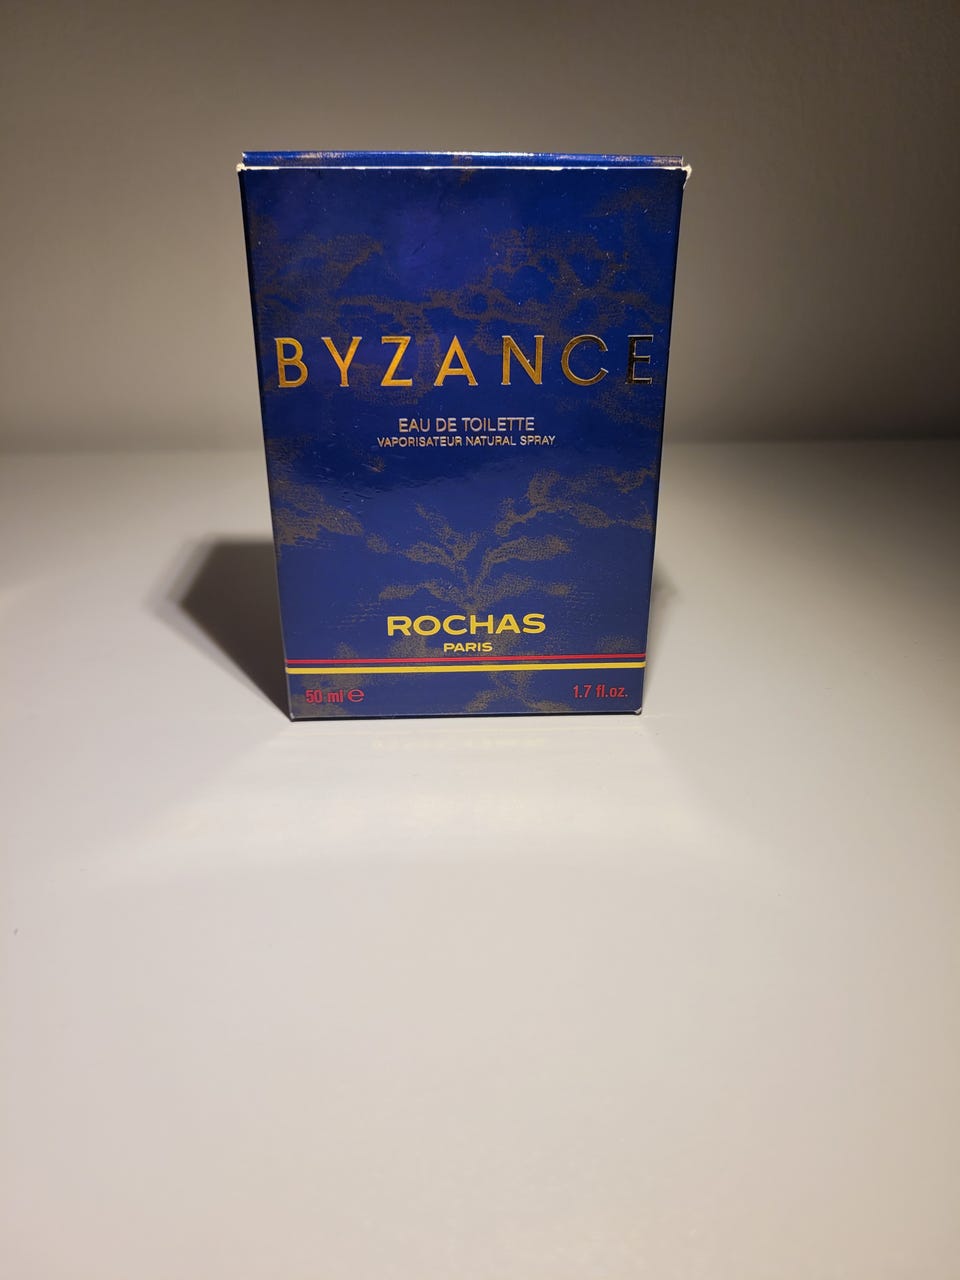 BYZANCE
EAU DE TOILETTE
VAPORISATEUR NATURAL SPRAY
ROCHAS
PARIS
50 ml ℮ 1.7 fl.oz.